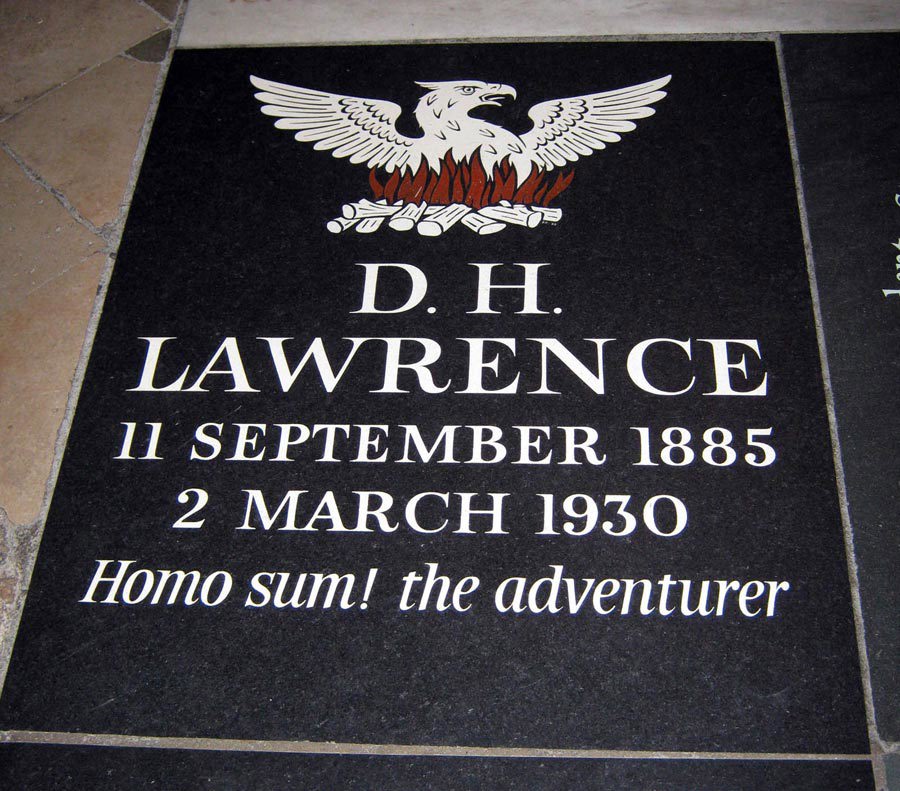 D. H.
LAWRENCE
11 SEPTEMBER 1885
2 MARCH 1930
Homo sum! the adventurer